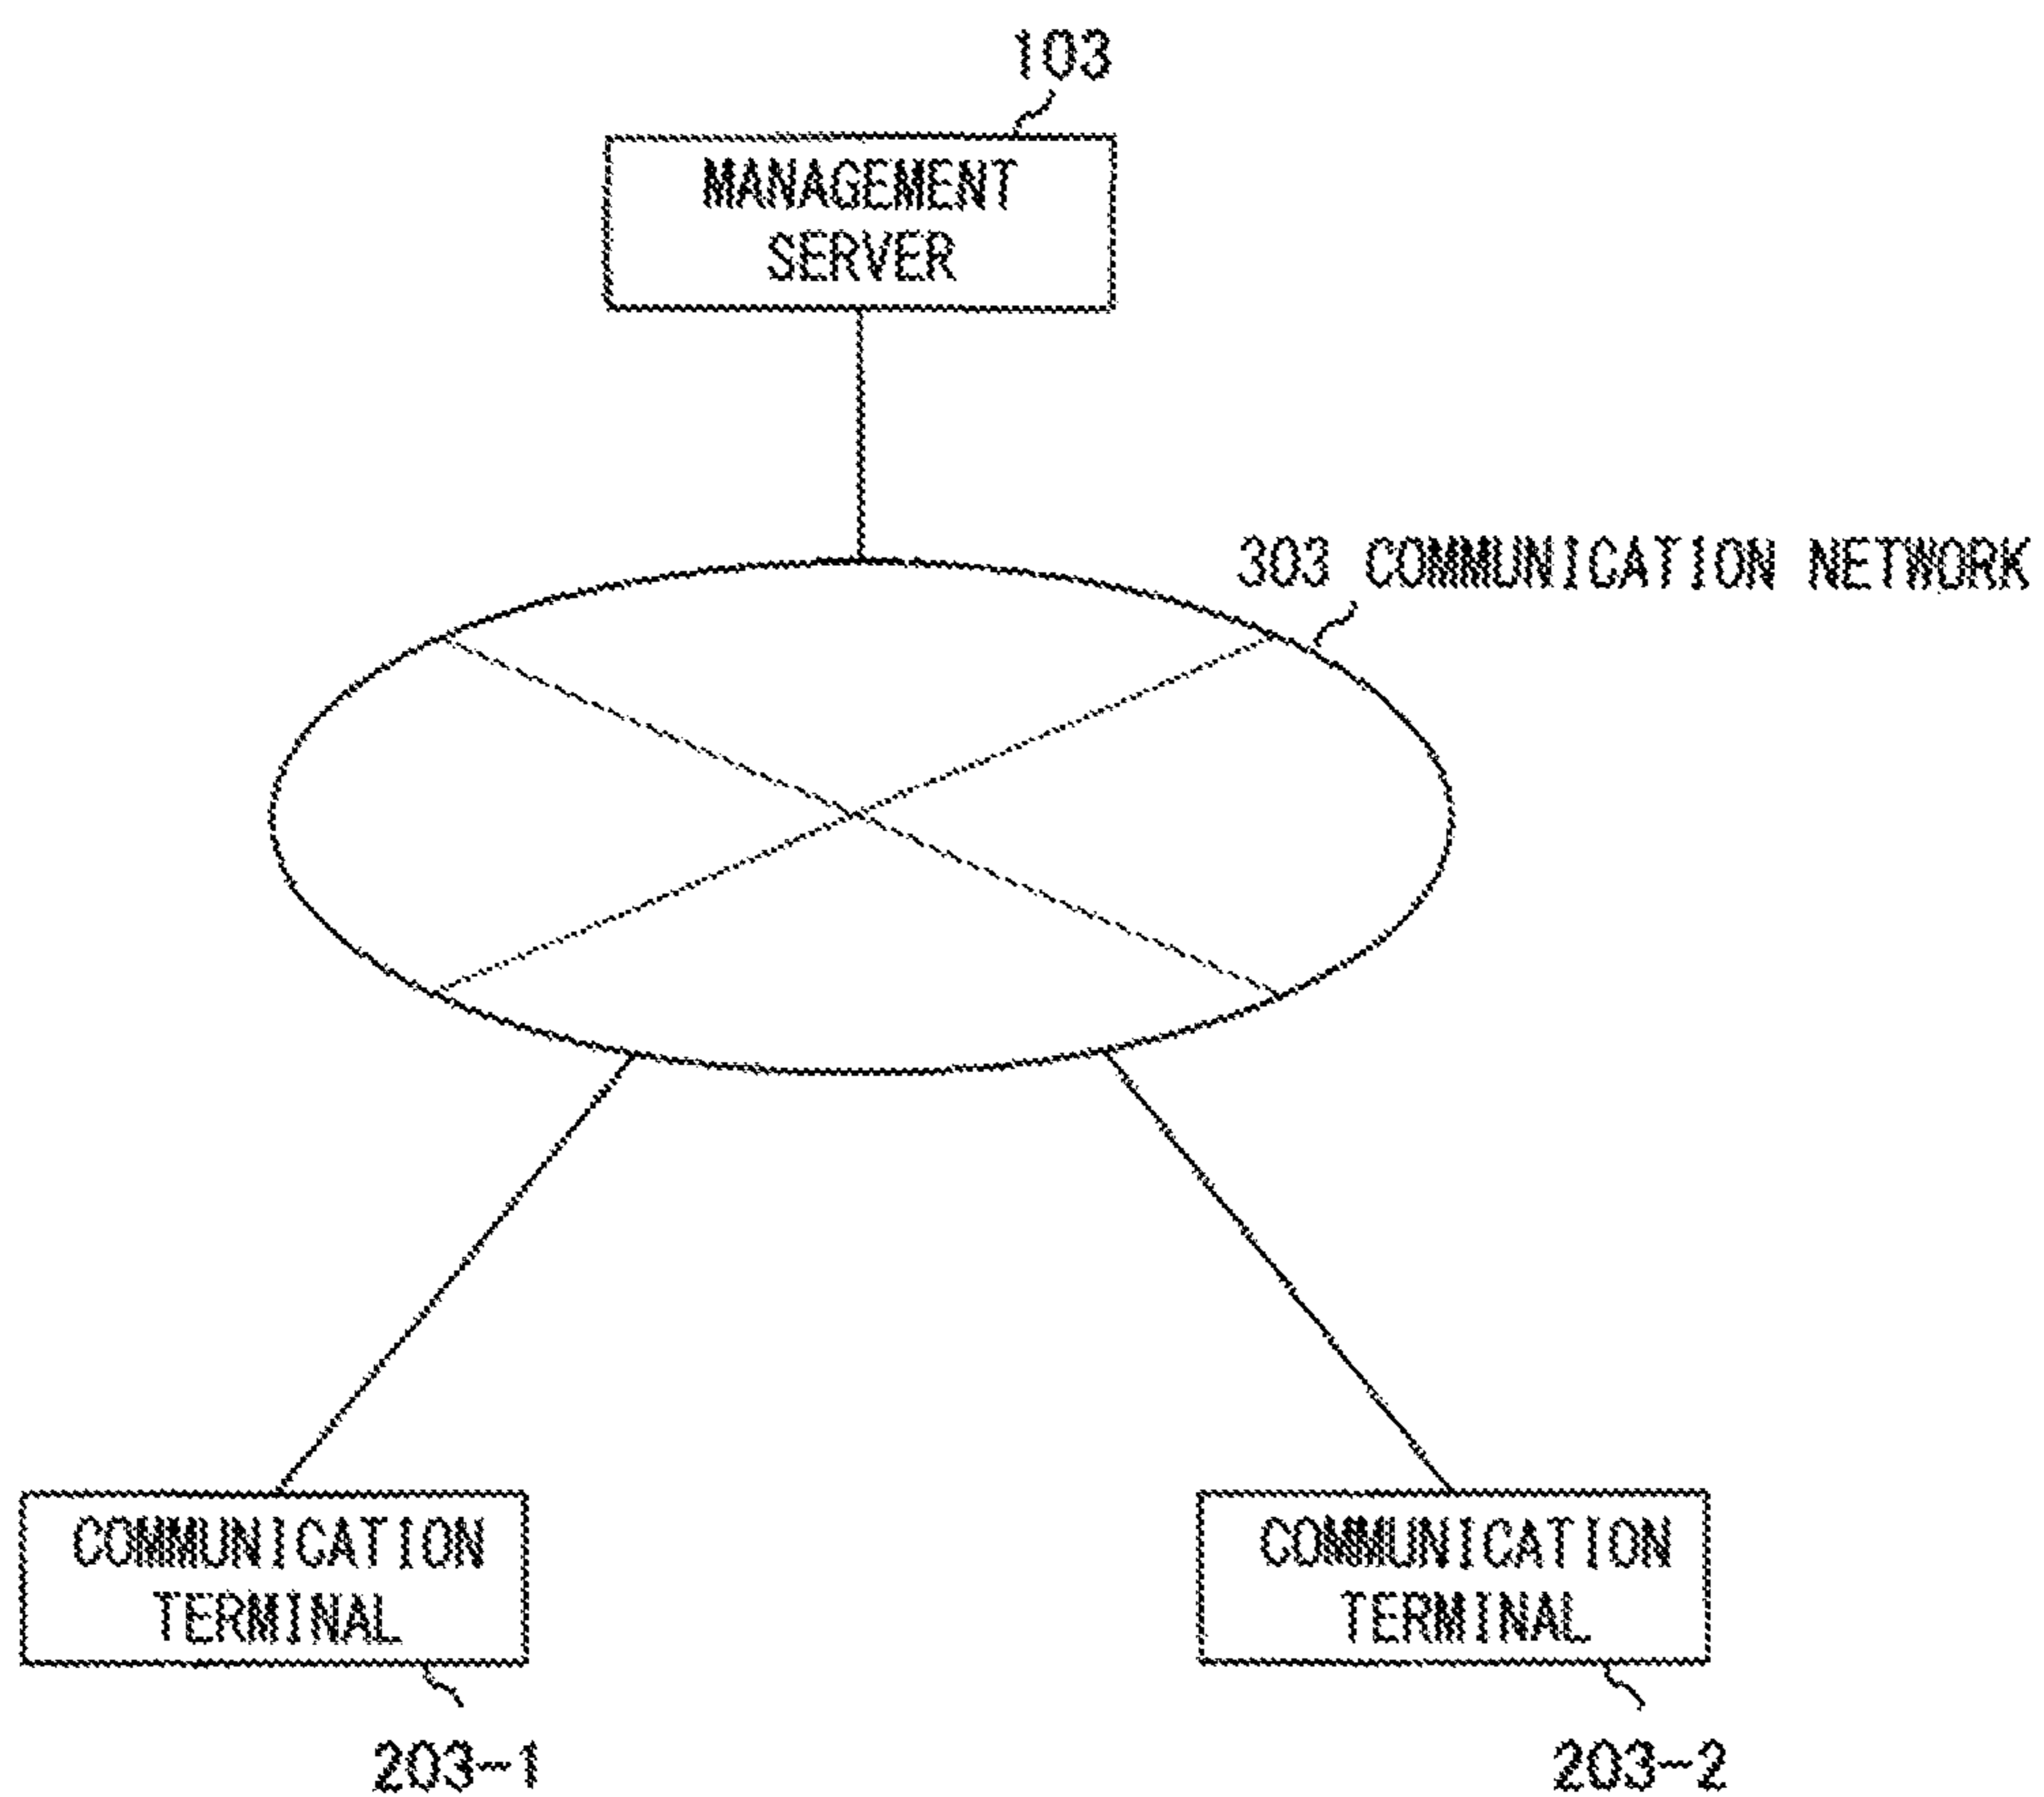 103
MANAGEMENT
SERVER
303 COMMUNICATION NETWORK
COMMUNICATION
TERMINAL
203-1
COMMUNICATION
TERMINAL
203-2